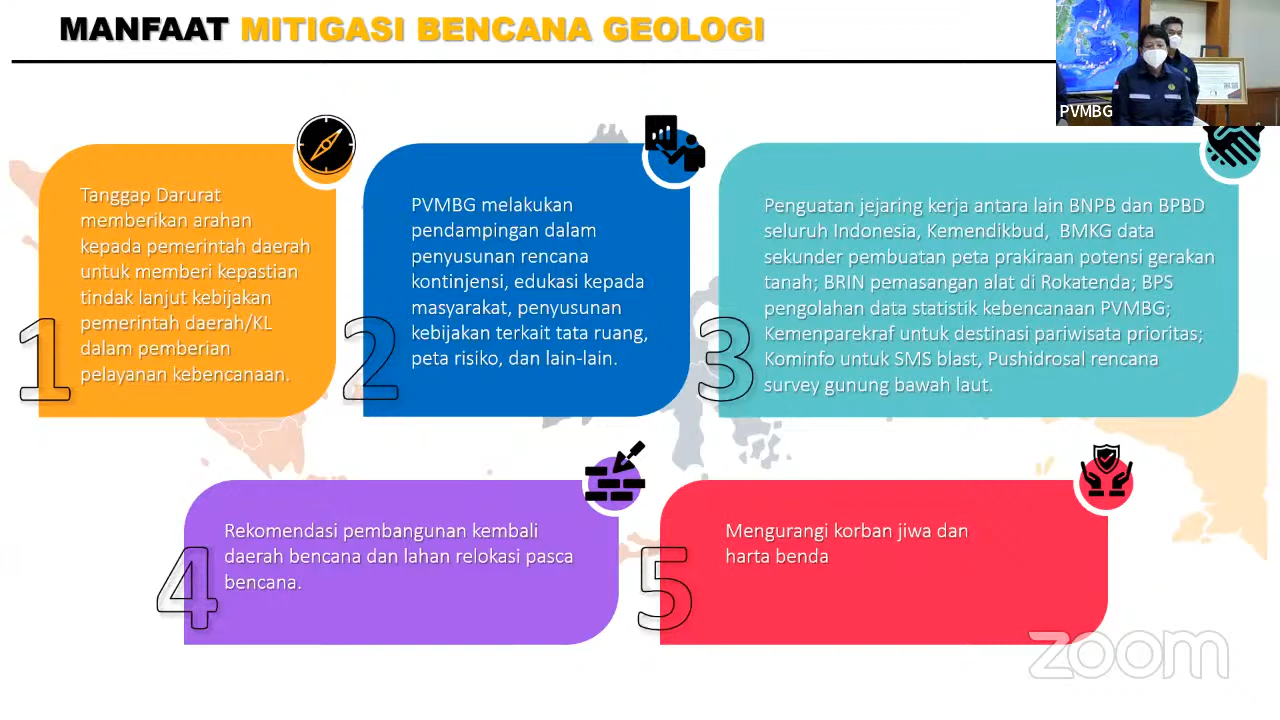 MANFAAT MITIGASI BENCANA GEOLOGI
PVMBG
1
Tanggap Darurat
memberikan arahan
kepada pemerintah daerah
untuk memberi kepastian
tindak lanjut kebijakan
pemerintah daerah/KL
dalam pemberian
pelayanan kebencanaan.
2
PVMBG melakukan
pendampingan dalam
penyusunan rencana
kontinjensi, edukasi kepada
masyarakat, penyusunan
kebijakan terkait tata ruang,
peta risiko, dan lain-lain.
3
Penguatan jejaring kerja antara lain BNPB dan BPBD
seluruh Indonesia, Kemendikbud, BMKG data
sekunder pembuatan peta prakiraan potensi gerakan
tanah; BRIN pemasangan alat di Rokatenda; BPS
pengolahan data statistik kebencanaan PVMBG;
Kemenparekraf untuk destinasi pariwisata prioritas;
Kominfo untuk SMS blast, Pushidrosal rencana
survey gunung bawah laut.
4
Rekomendasi pembangunan kembali
daerah bencana dan lahan relokasi pasca
bencana.
5
Mengurangi korban jiwa dan
harta benda
zoom